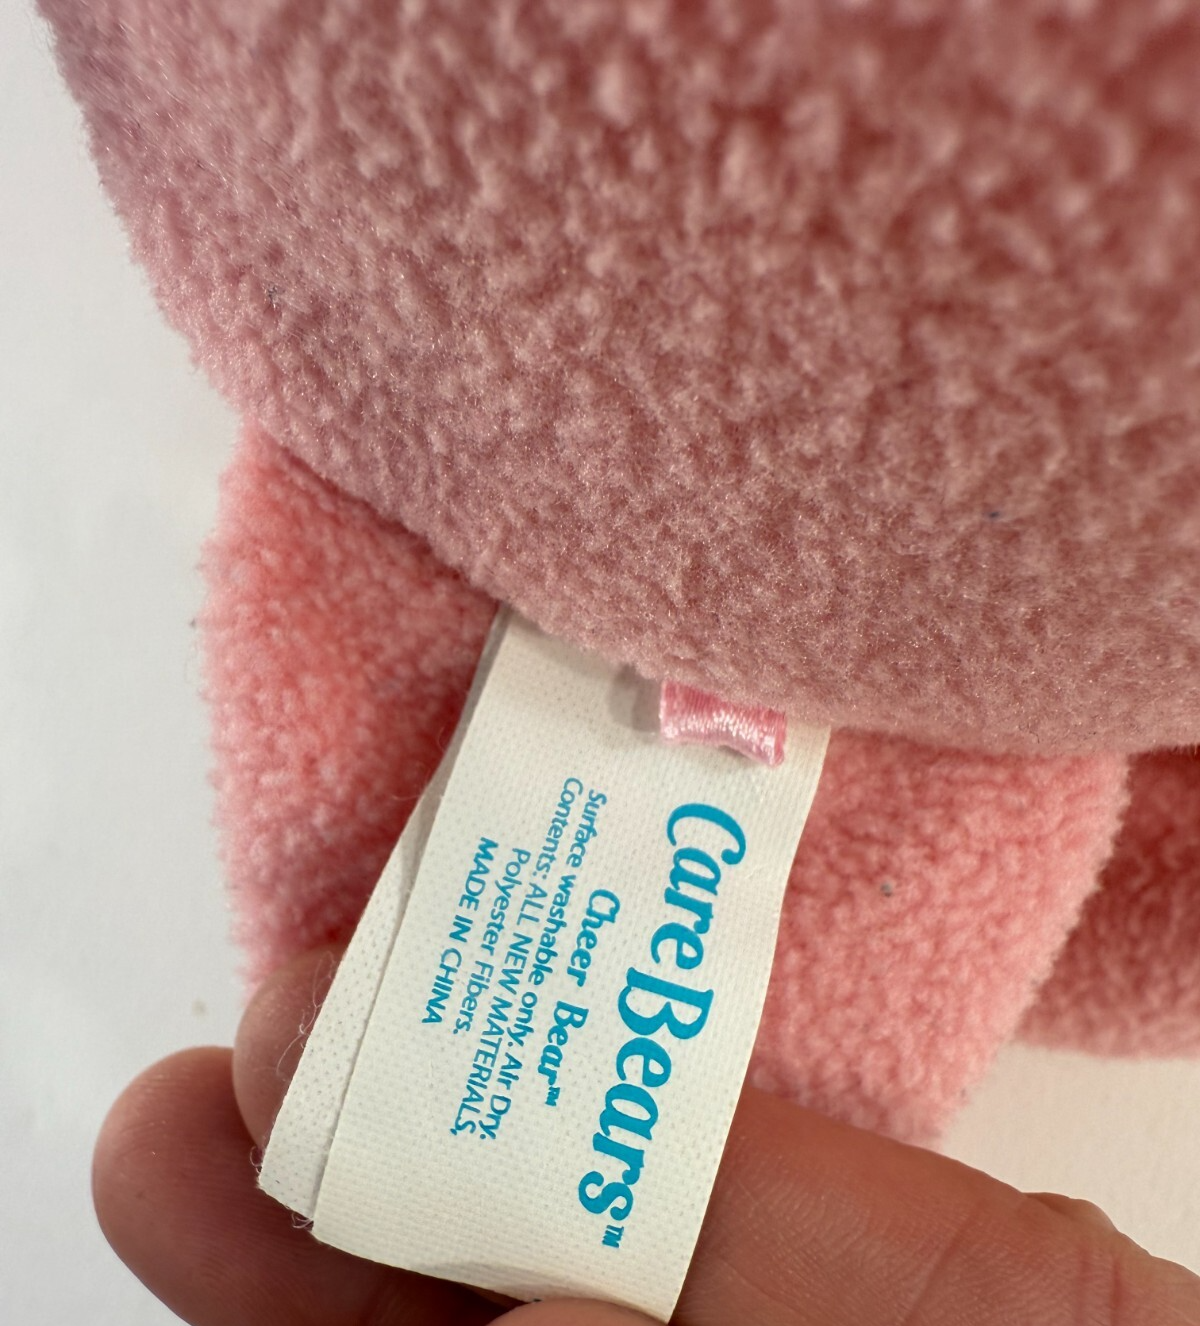 Care Bears™
Cheer Bear™
Surface washable only. Air Dry.
Contents: ALL NEW MATERIALS,
Polyester Fibers.
MADE IN CHINA